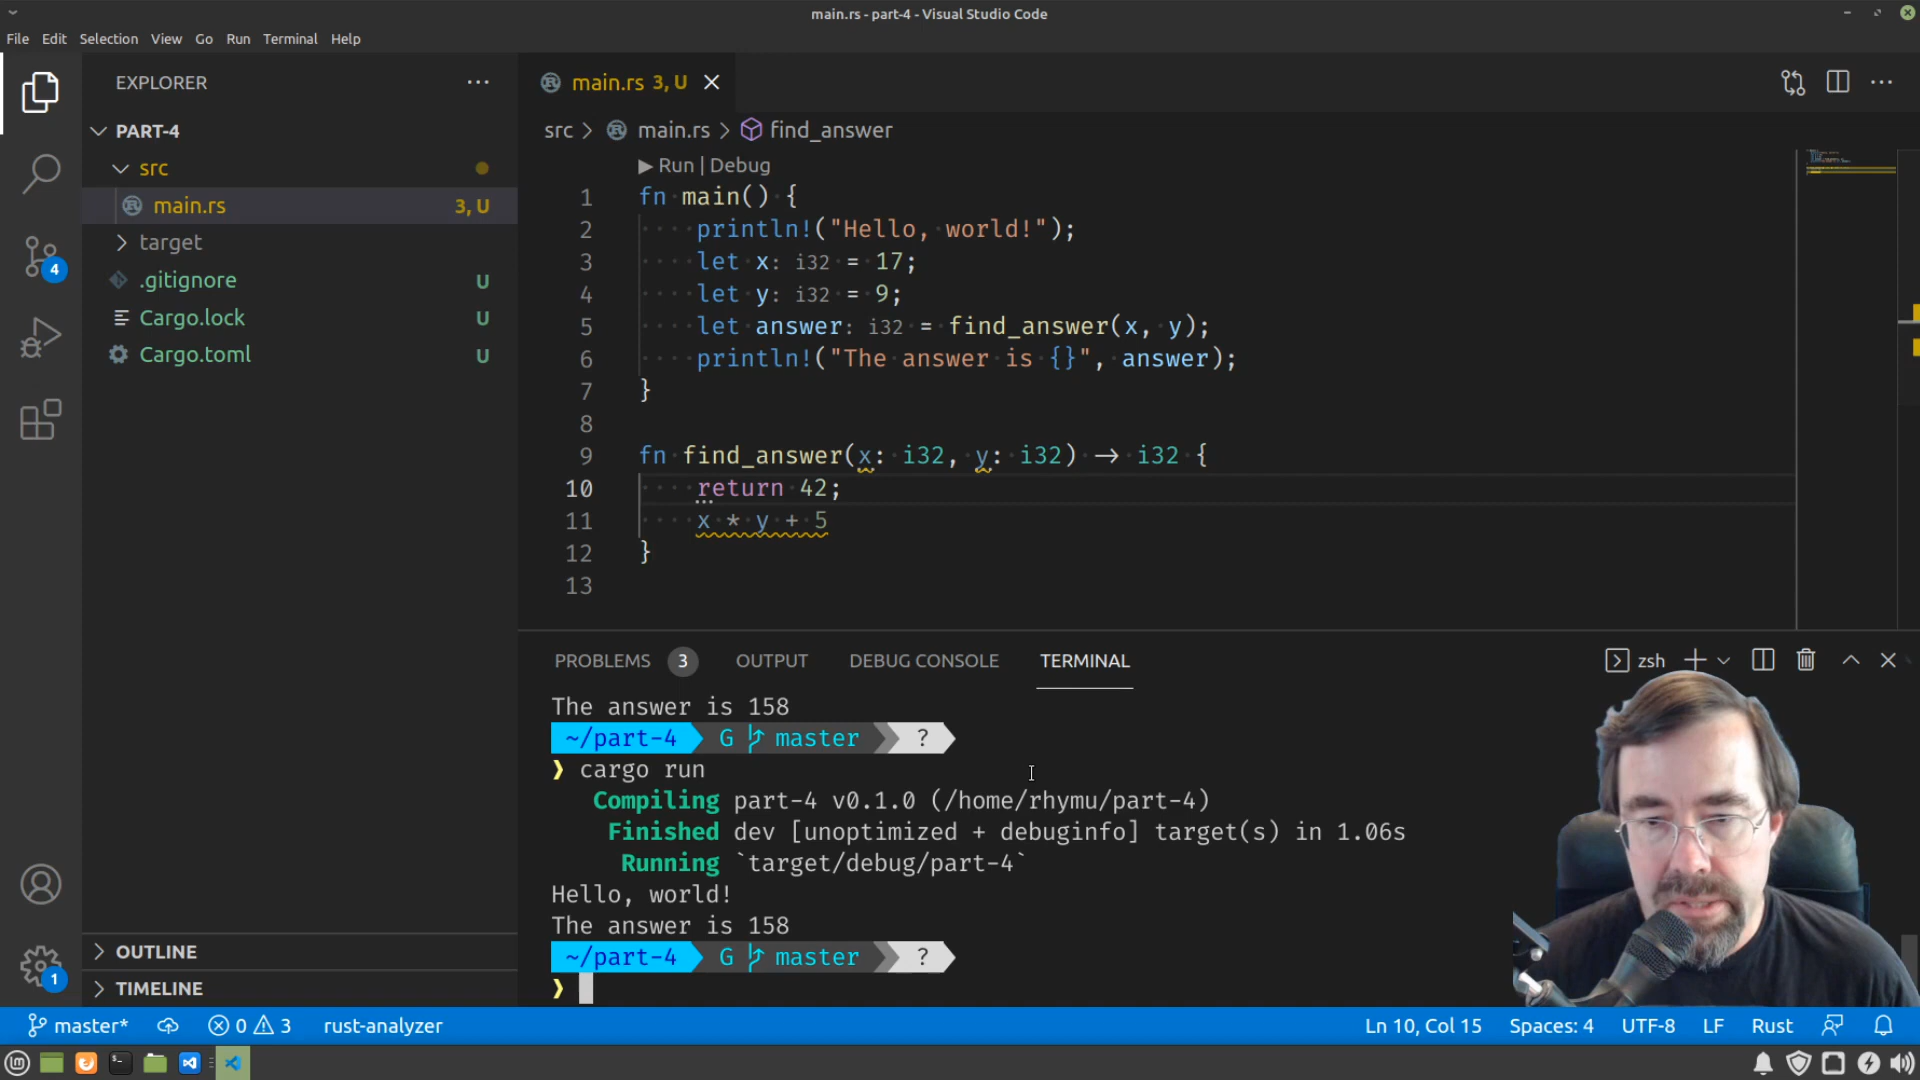 main.rs - part-4 - Visual Studio Code
File Edit Selection View Go Run Terminal Help
EXPLORER
PART-4
src
main.rs 3, U
target
.gitignore U
Cargo.lock U
Cargo.toml U
OUTLINE
TIMELINE
4
1
main.rs 3, U
src > main.rs > find_answer
Run | Debug
1 fn main() {
2 println!("Hello, world!");
3 let x: i32 = 17;
4 let y: i32 = 9;
5 let answer: i32 = find_answer(x, y);
6 println!("The answer is {}", answer);
7 }
8
9 fn find_answer(x: i32, y: i32) → i32 {
10 return 42;
11 x * y + 5
12 }
13
PROBLEMS 3 OUTPUT DEBUG CONSOLE TERMINAL zsh
The answer is 158
~/part-4 G master ?
❯ cargo run
Compiling part-4 v0.1.0 (/home/rhymu/part-4)
Finished dev [unoptimized + debuginfo] target(s) in 1.06s
Running `target/debug/part-4`
Hello, world!
The answer is 158
~/part-4 G master ?
❯
master* 0 3 rust-analyzer Ln 10, Col 15 Spaces: 4 UTF-8 LF Rust